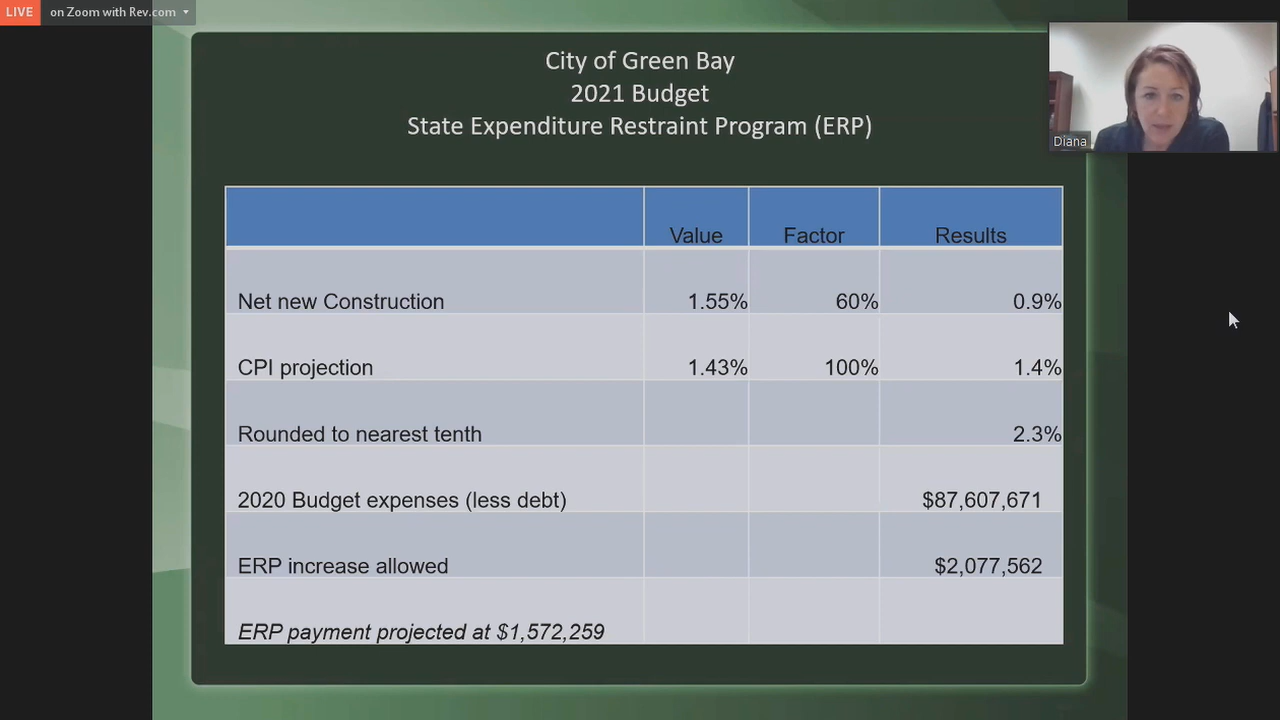 LIVE on Zoom with Rev.com
City of Green Bay
2021 Budget
State Expenditure Restraint Program (ERP)
Diana
Value Factor Results
Net new Construction 1.55% 60% 0.9%
CPI projection 1.43% 100% 1.4%
Rounded to nearest tenth 2.3%
2020 Budget expenses (less debt) $87,607,671
ERP increase allowed $2,077,562
ERP payment projected at $1,572,259